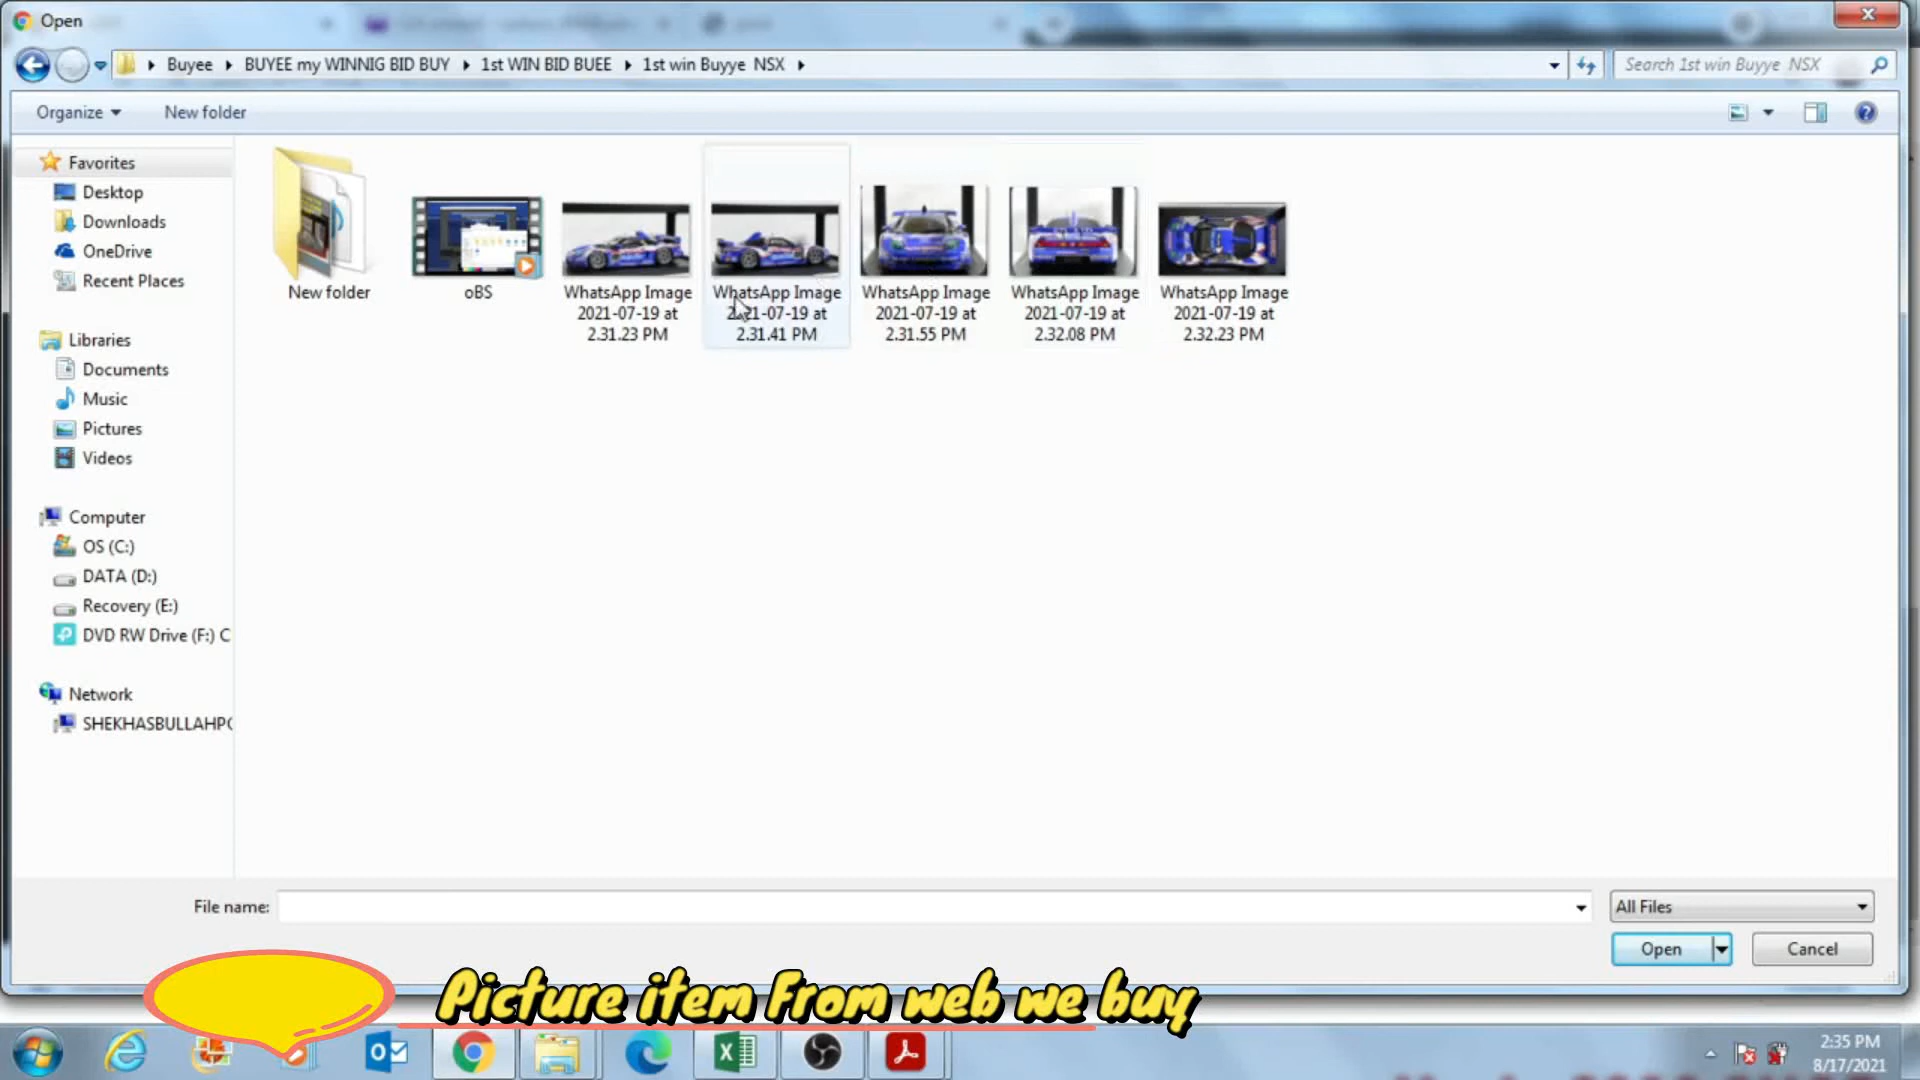 Open
Buyee
BUYEE my WINNIG BID BUY
1st WIN BID BUEE
1st win Buyye NSX
Search 1st win Buyye NSX
Organize
New folder
Favorites
Desktop
Downloads
OneDrive
Recent Places
Libraries
Documents
Music
Pictures
Videos
Computer
OS (C:)
DATA (D:)
Recovery (E:)
DVD RW Drive (F:) C
Network
SHEKHASBULLAHPC
New folder
oBS
WhatsApp Image
2021-07-19 at
2.31.23 PM
WhatsApp Image
2021-07-19 at
2.31.41 PM
WhatsApp Image
2021-07-19 at
2.31.55 PM
WhatsApp Image
2021-07-19 at
2.32.08 PM
WhatsApp Image
2021-07-19 at
2.32.23 PM
File name:
All Files
Open
Cancel
Picture item From web we buy
2:35 PM
8/17/2021